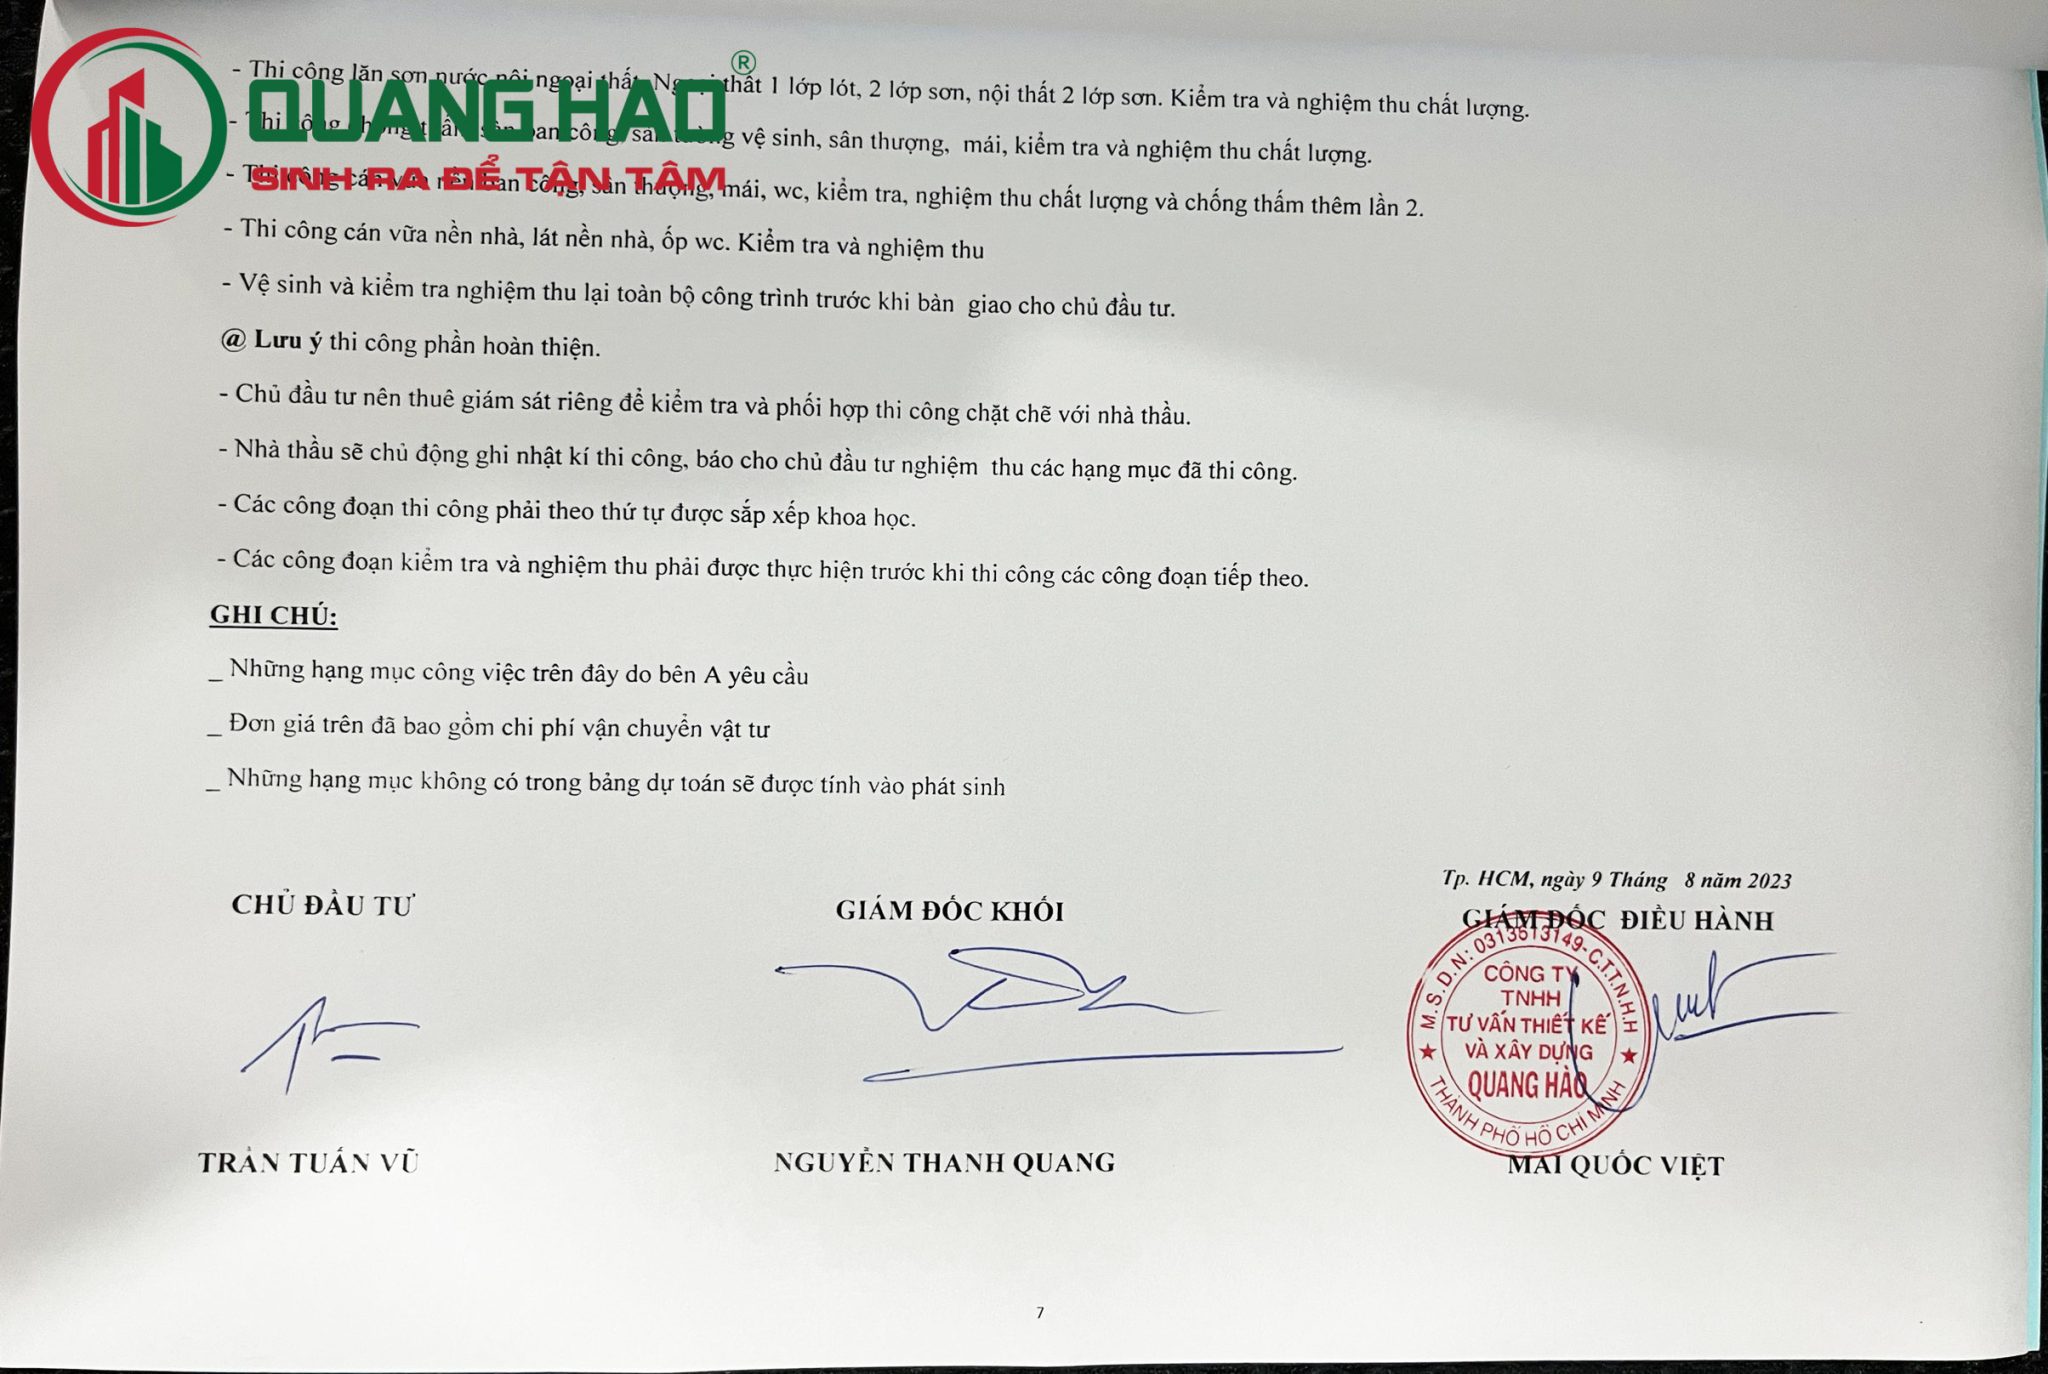 QUANG HAO®
SINH RA ĐỂ TẬN TÂM
- Thi công lăn sơn nước nội ngoại thất. Ngoại thất 1 lớp lót, 2 lớp sơn, nội thất 2 lớp sơn. Kiểm tra và nghiệm thu chất lượng.
- Thi công ban công, vệ sinh, sân thượng, mái, kiểm tra và nghiệm thu chất lượng.
- Thi công cán vữa nền ban công, sân thượng, mái, wc, kiểm tra, nghiệm thu chất lượng và chống thấm thêm lần 2.
- Thi công cán vữa nền nhà, lát nền nhà, ốp wc. Kiểm tra và nghiệm thu
- Vệ sinh và kiểm tra nghiệm thu lại toàn bộ công trình trước khi bàn giao cho chủ đầu tư.
@ Lưu ý thi công phần hoàn thiện.
- Chủ đầu tư nên thuê giám sát riêng để kiểm tra và phối hợp thi công chặt chẽ với nhà thầu.
- Nhà thầu sẽ chủ động ghi nhật kí thi công, báo cho chủ đầu tư nghiệm thu các hạng mục đã thi công.
- Các công đoạn thi công phải theo thứ tự được sắp xếp khoa học.
- Các công đoạn kiểm tra và nghiệm thu phải được thực hiện trước khi thi công các công đoạn tiếp theo.
GHI CHÚ:
_ Những hạng mục công việc trên đây do bên A yêu cầu
_ Đơn giá trên đã bao gồm chi phí vận chuyển vật tư
_ Những hạng mục không có trong bảng dự toán sẽ được tính vào phát sinh
Tp. HCM, ngày 9 Tháng 8 năm 2023
CHỦ ĐẦU TƯ
GIÁM ĐỐC KHỐI
GIÁM ĐỐC ĐIỀU HÀNH
M.S.D.N: 0313613149-C.T.T.N.H.H
CÔNG TY
TNHH
TƯ VẤN THIẾT KẾ
VÀ XÂY DỰNG
QUANG HÀO
THÀNH PHỐ HỒ CHÍ MINH
TRẦN TUẤN VŨ
NGUYỄN THANH QUANG
MAI QUỐC VIỆT
7